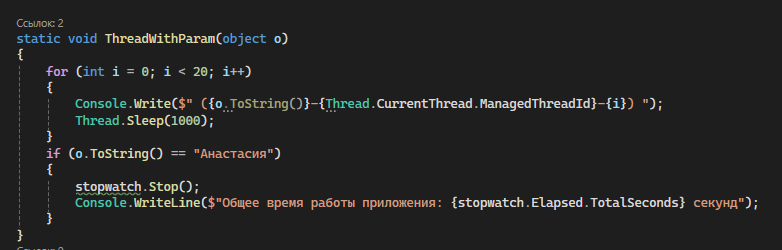 Ссылок: 2
static void ThreadWithParam(object o)
{
    for (int i = 0; i < 20; i++)
    {
        Console.Write($" ({o.ToString()}-{Thread.CurrentThread.ManagedThreadId}-{i}) ");
        Thread.Sleep(1000);
    }
    if (o.ToString() == "Анастасия")
    {
        stopwatch.Stop();
        Console.WriteLine($"Общее время работы приложения: {stopwatch.Elapsed.TotalSeconds} секунд");
    }
}